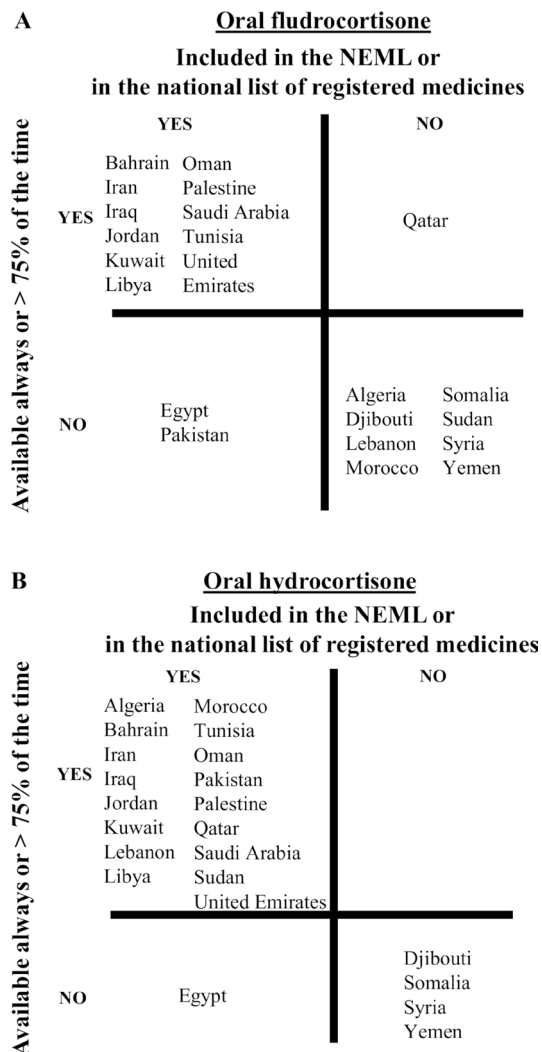 A
Oral fludrocortisone
Included in the NEML or
in the national list of registered medicines
YES
NO
Available always or > 75% of the time
YES
Bahrain Oman
Iran Palestine
Iraq Saudi Arabia
Jordan Tunisia
Kuwait United
Libya Emirates
Qatar
NO
Egypt
Pakistan
Algeria Somalia
Djibouti Sudan
Lebanon Syria
Morocco Yemen
B
Oral hydrocortisone
Included in the NEML or
in the national list of registered medicines
YES
NO
Available always or > 75% of the time
YES
Algeria Morocco
Bahrain Tunisia
Iran Oman
Iraq Pakistan
Jordan Palestine
Kuwait Qatar
Lebanon Saudi Arabia
Libya Sudan
United Emirates
NO
Egypt
Djibouti
Somalia
Syria
Yemen